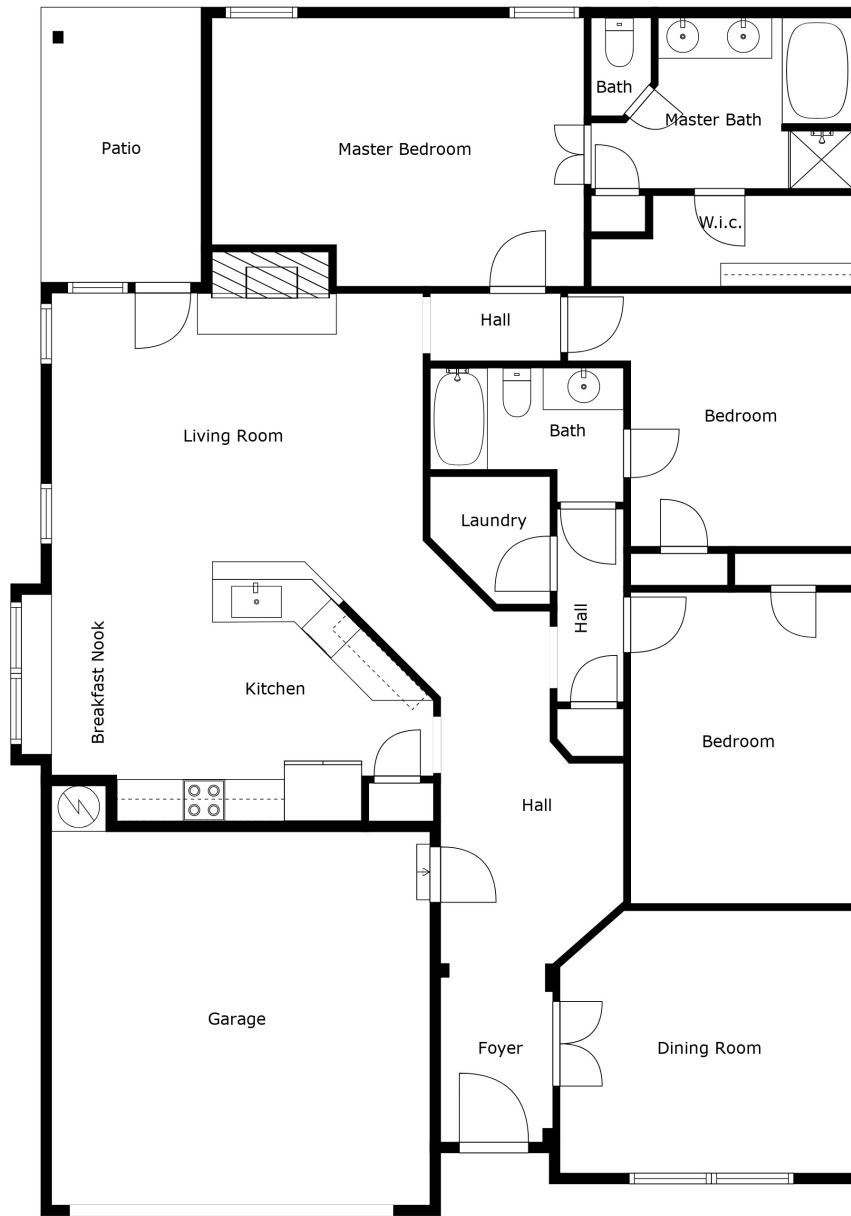 Bath
Master Bath
Patio
Master Bedroom
W.i.c.
Hall
Bedroom
Bath
Living Room
Laundry
Hall
Breakfast Nook
Kitchen
Bedroom
Hall
Garage
Foyer
Dining Room